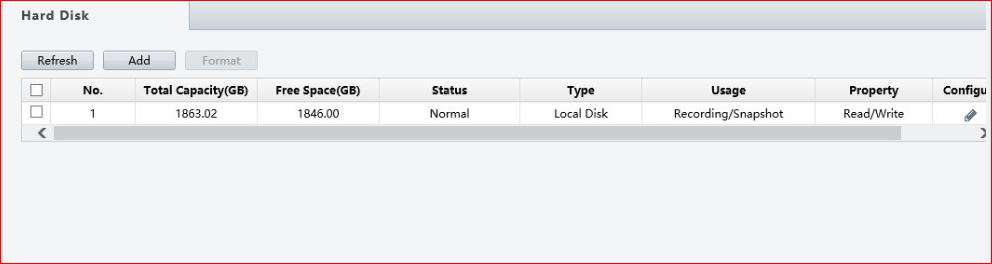 Hard Disk
Refresh Add Format
No. Total Capacity(GB) Free Space(GB) Status Type Usage Property Configu
1 1863.02 1846.00 Normal Local Disk Recording/Snapshot Read/Write